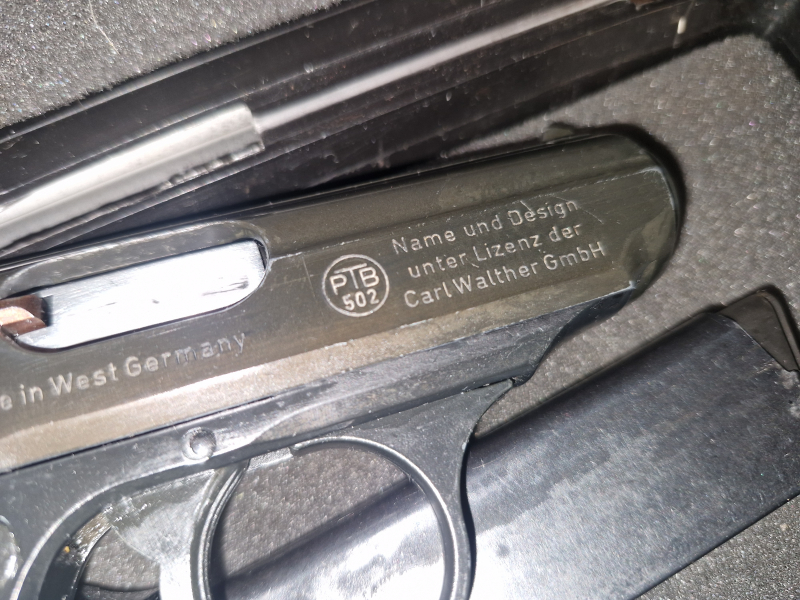 Name und Design
unter Lizenz der
Carl Walther GmbH
PTB
502
in West Germany